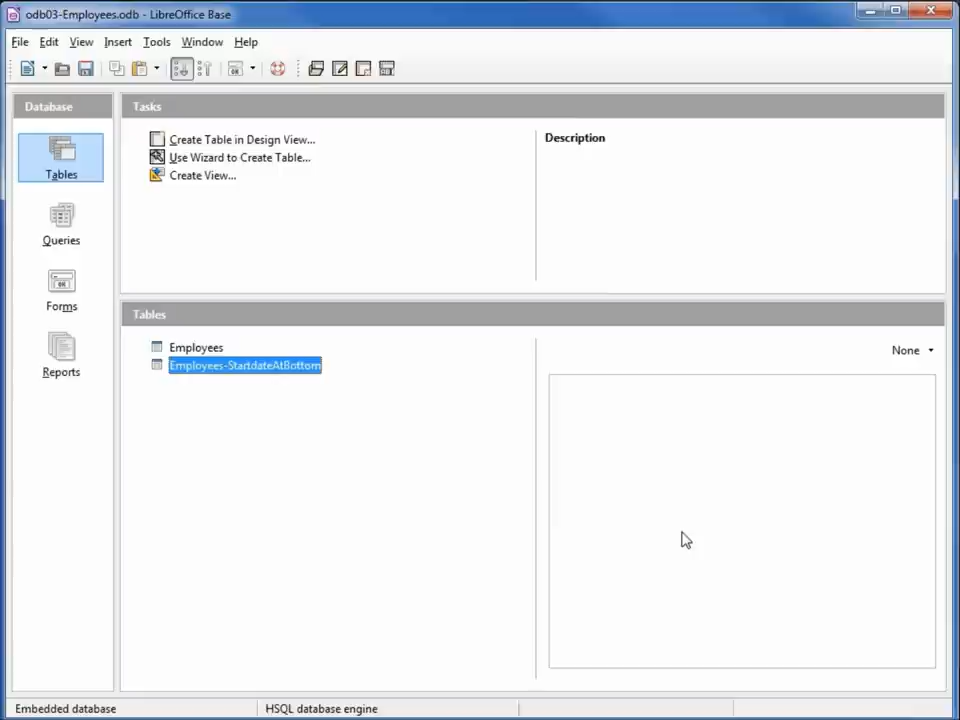 odb03-Employees.odb - LibreOffice Base
File Edit View Insert Tools Window Help
Database
Tables
Queries
Forms
Reports
Tasks
Create Table in Design View...
Use Wizard to Create Table...
Create View...
Description
Tables
Employees
Employees-StartdateAtBottom
None
Embedded database
HSQL database engine